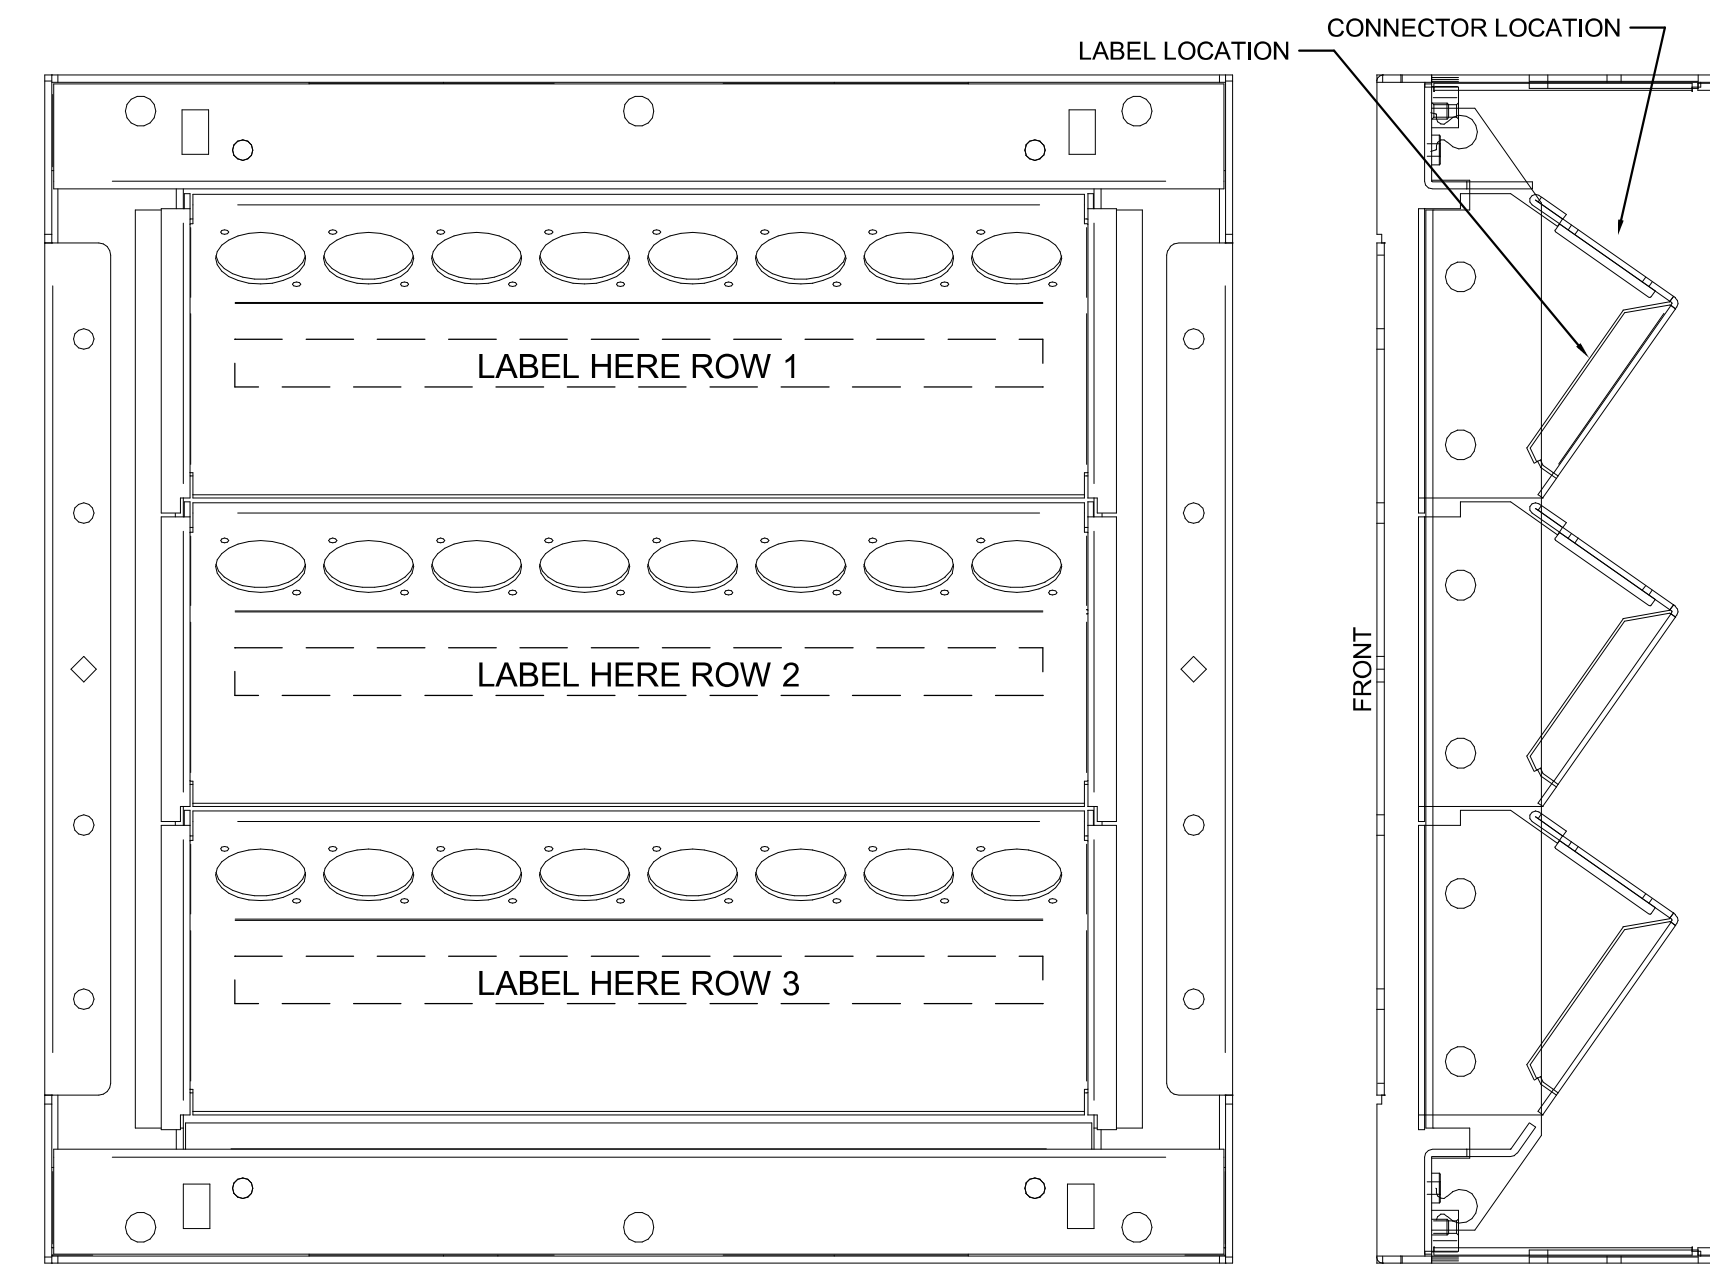 CONNECTOR LOCATION
LABEL LOCATION
LABEL HERE ROW 1
LABEL HERE ROW 2
FRONT
LABEL HERE ROW 3